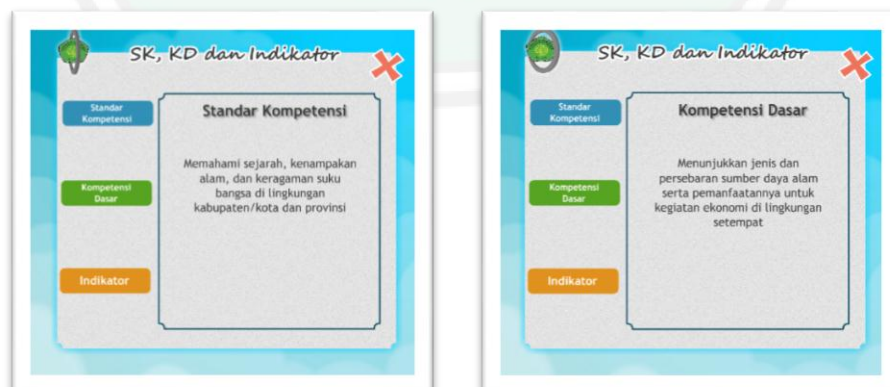 SK, KD dan Indikator
Standar
Kompetensi
Kompetensi
Dasar
Indikator
Standar Kompetensi
Memahami sejarah, kenampakan
alam, dan keragaman suku
bangsa di lingkungan
kabupaten/kota dan provinsi
SK, KD dan Indikator
Standar
Kompetensi
Kompetensi
Dasar
Indikator
Kompetensi Dasar
Menunjukkan jenis dan
persebaran sumber daya alam
serta pemanfaatannya untuk
kegiatan ekonomi di lingkungan
setempat